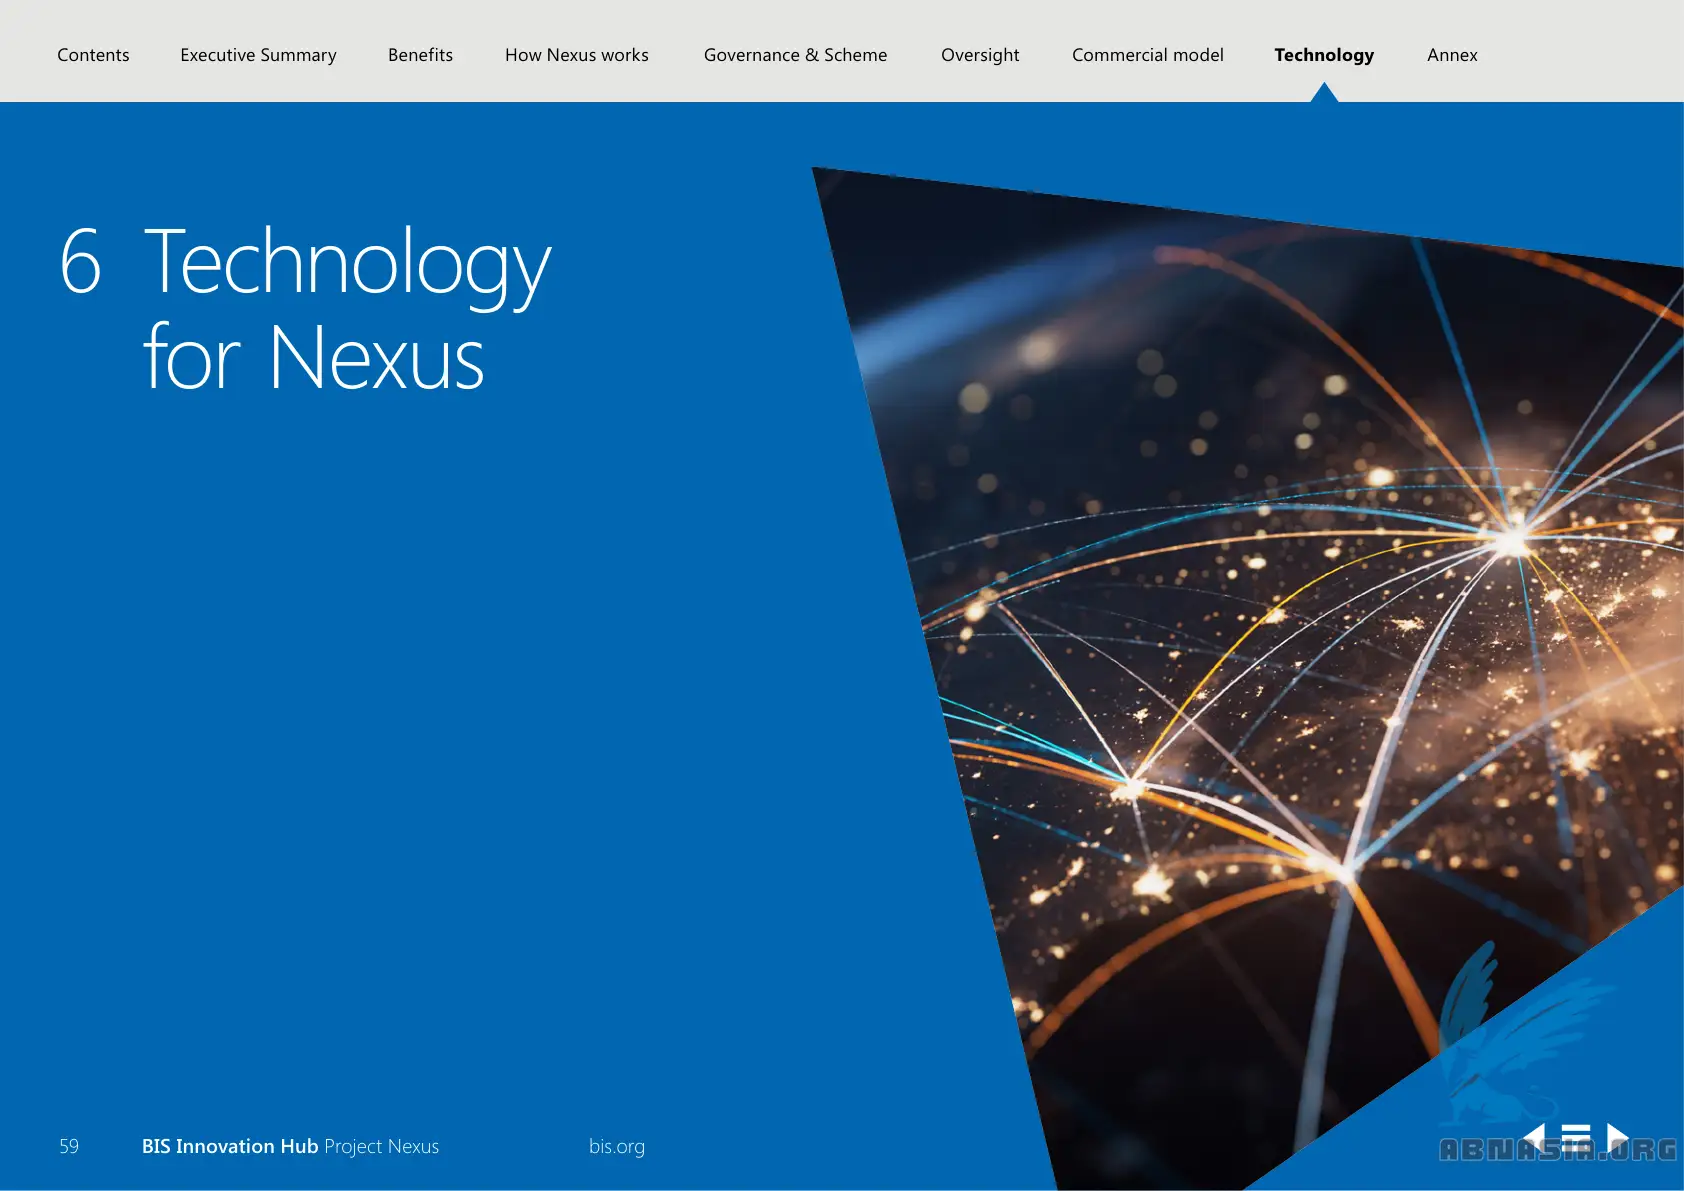 Contents Executive Summary Benefits How Nexus works Governance & Scheme Oversight Commercial model Technology Annex
6 Technology
for Nexus
59 BIS Innovation Hub Project Nexus bis.org
ABNASIA.ORG